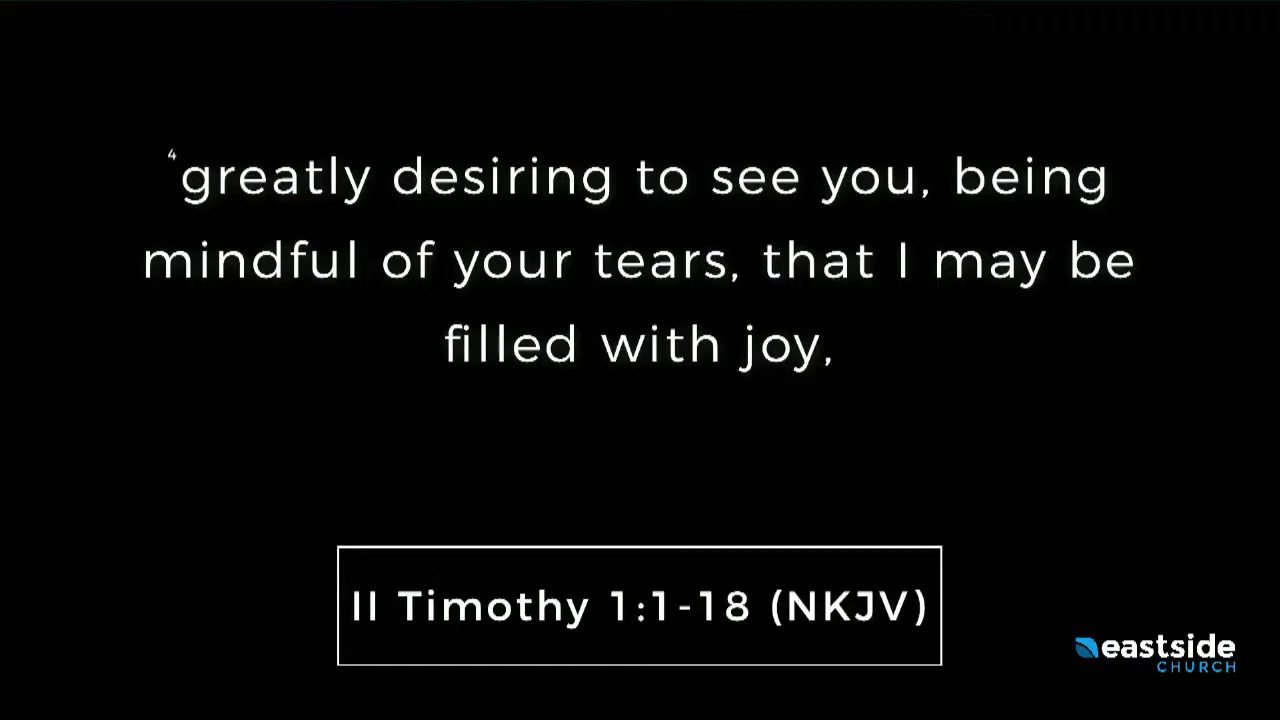 ⁴greatly desiring to see you, being
mindful of your tears, that I may be
filled with joy,
II Timothy 1:1-18 (NKJV)
eastside
CHURCH